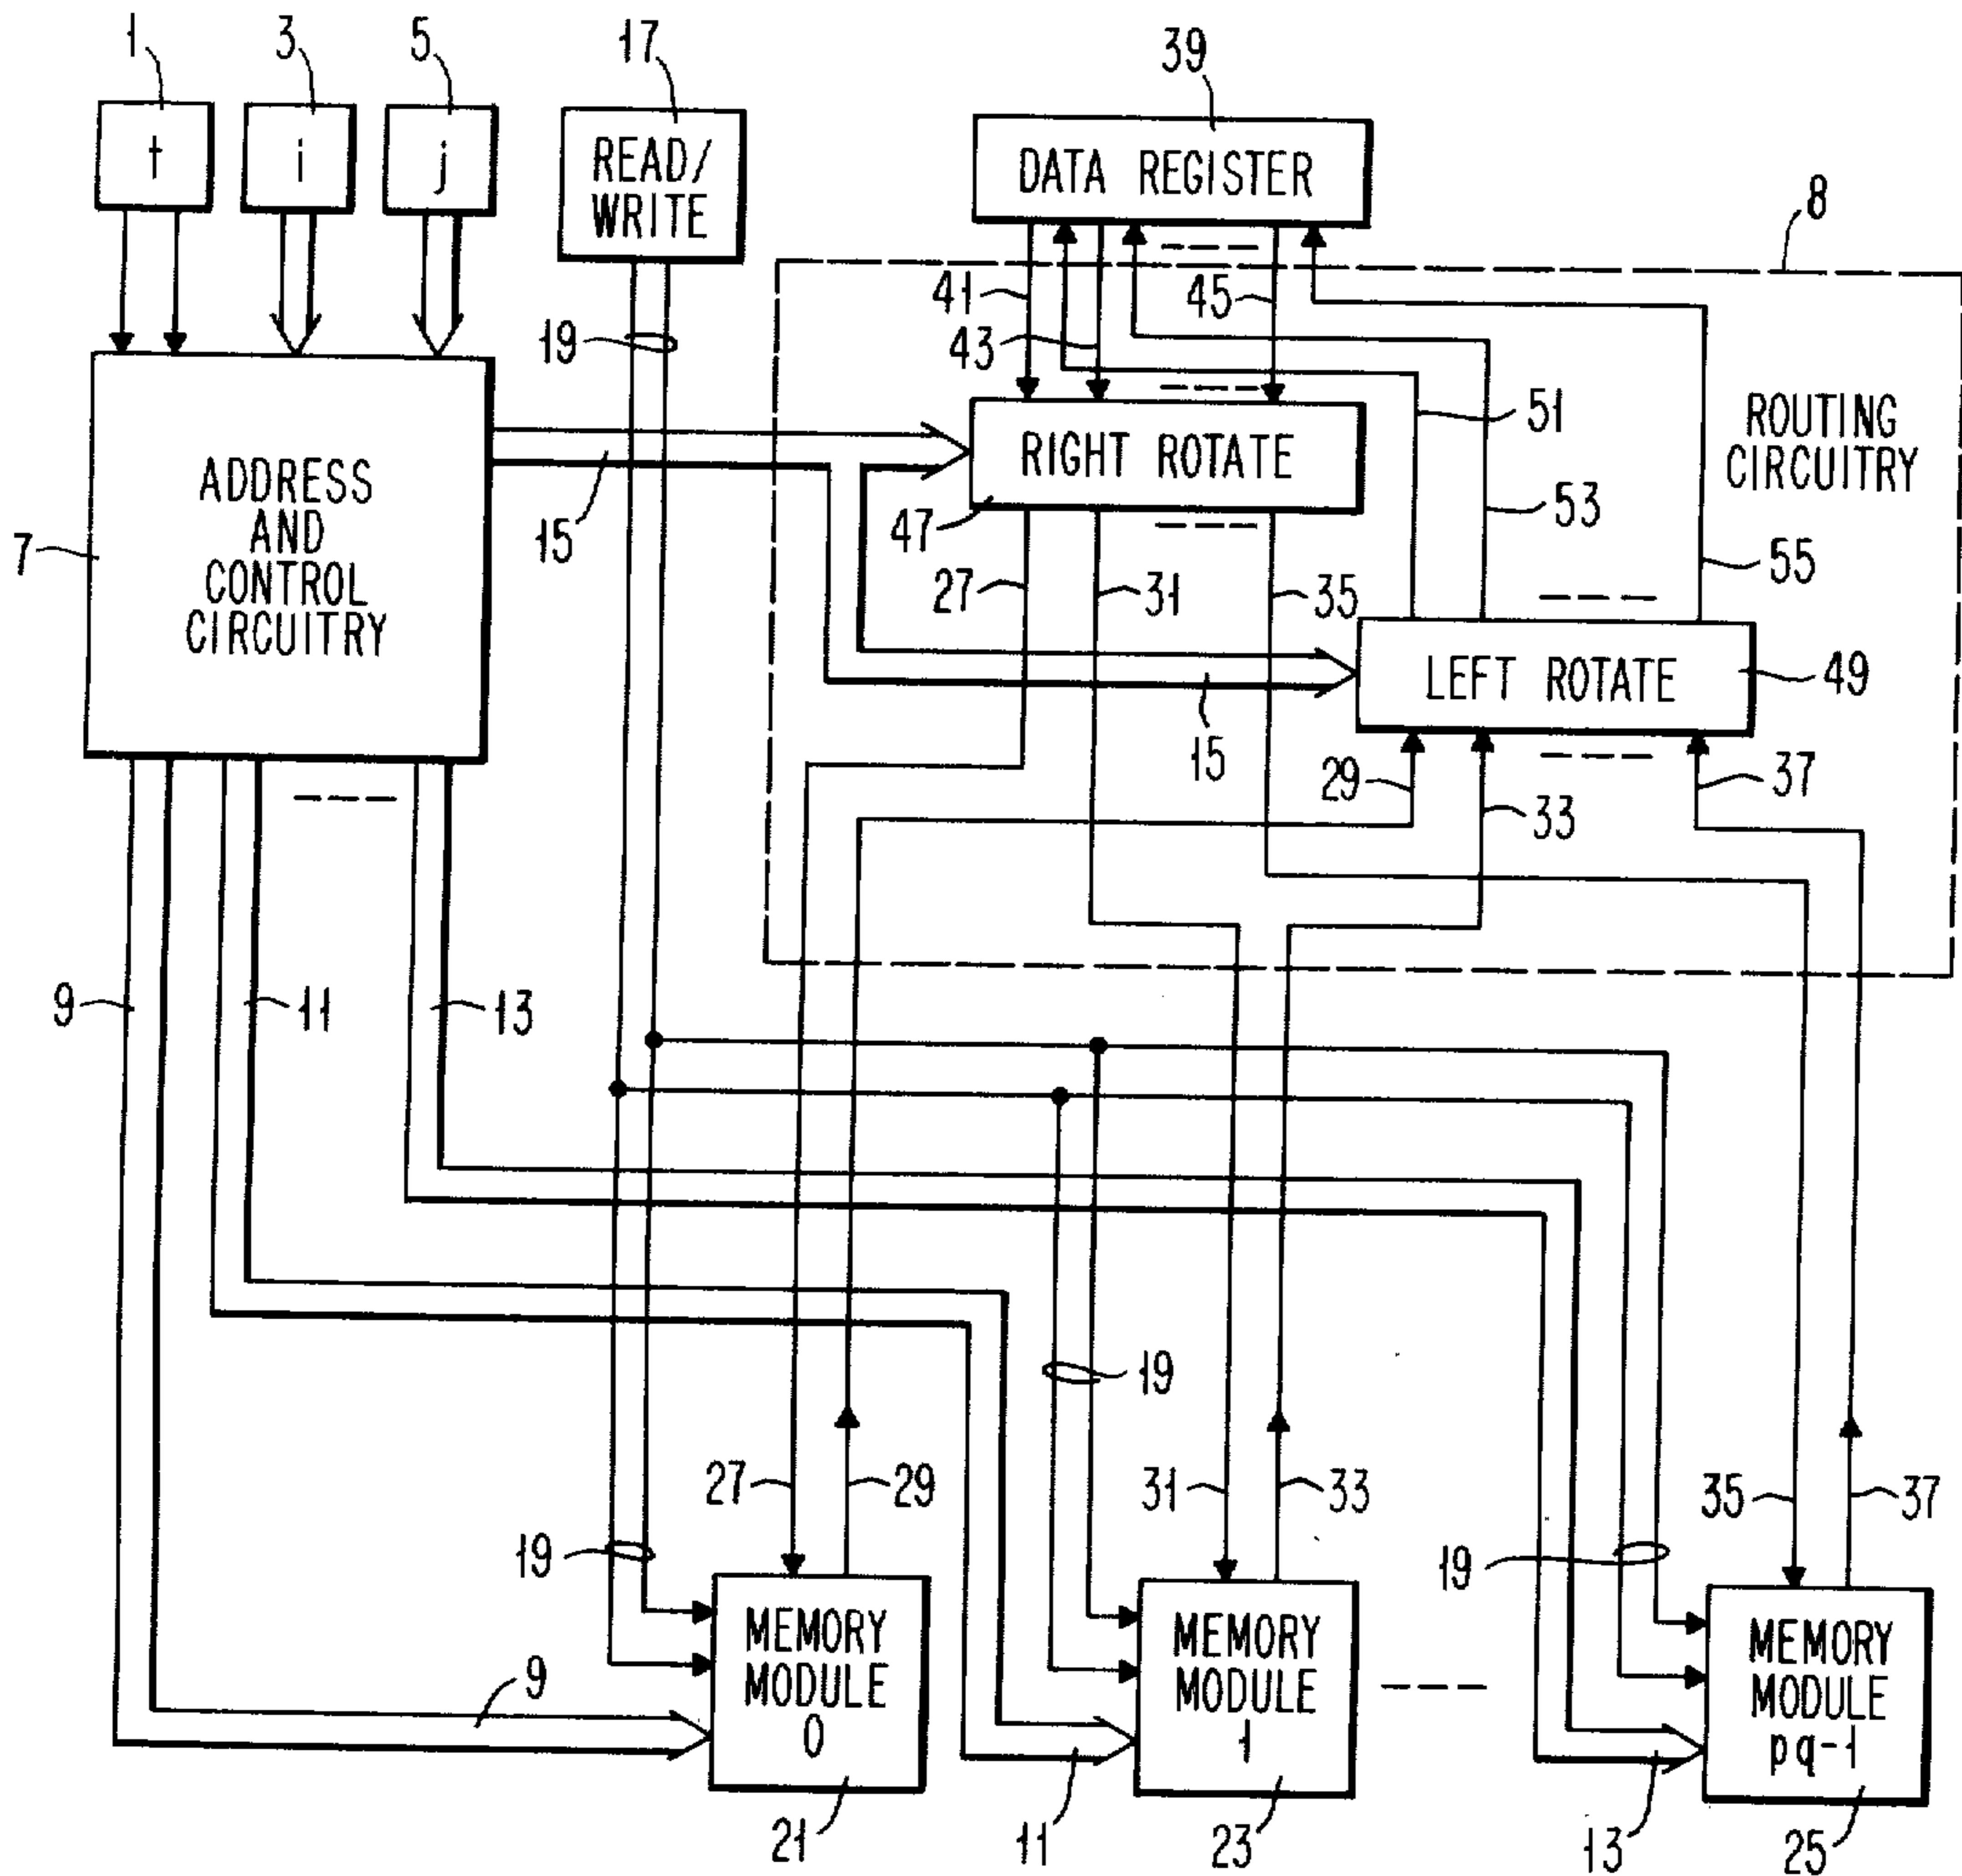 1
3
5
17
39
t
i
j
READ/
WRITE
DATA REGISTER
8
41
45
19
43
51
ROUTING
CIRCUITRY
RIGHT ROTATE
ADDRESS
AND
CONTROL
CIRCUITRY
7
15
47
53
27
31
35
55
LEFT ROTATE
49
15
29
37
33
9
11
13
19
27
29
31
33
35
37
19
19
MEMORY
MODULE
0
MEMORY
MODULE
1
MEMORY
MODULE
pq-1
9
21
11
23
13
25